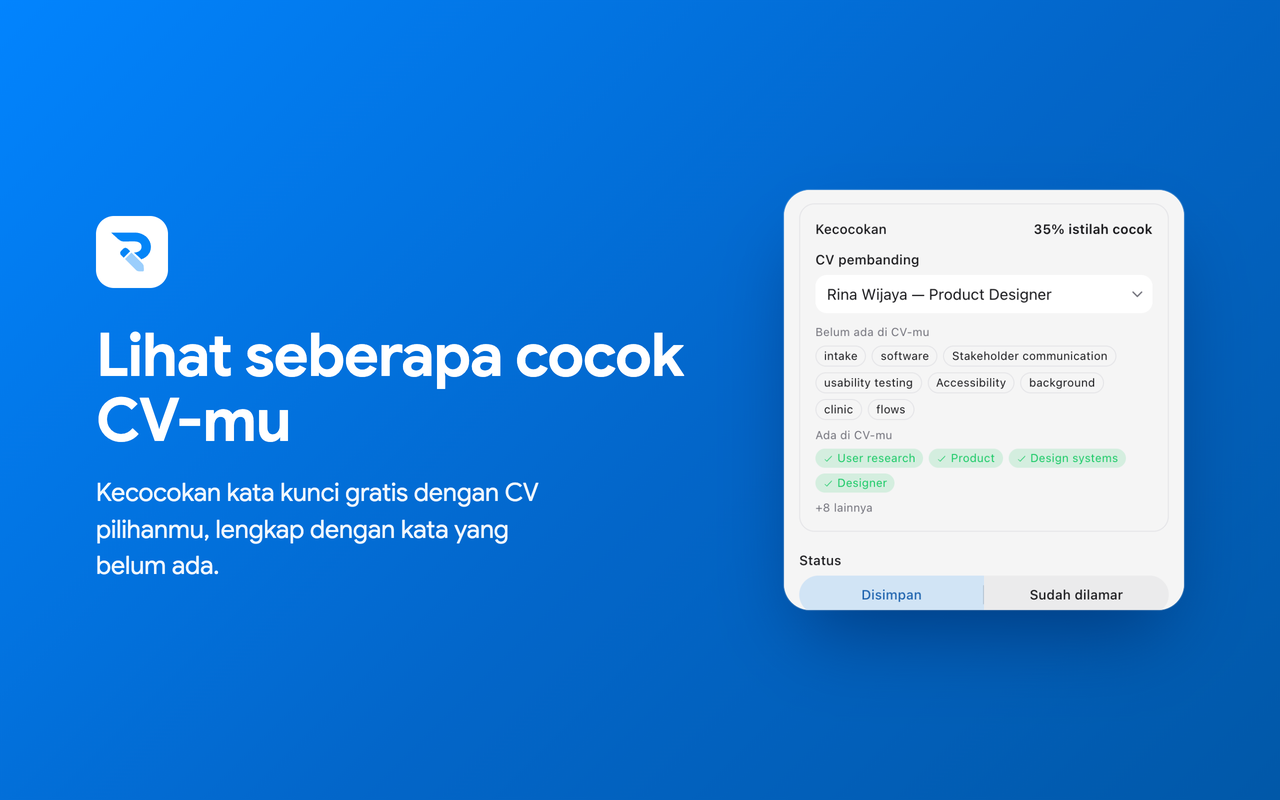 Lihat seberapa cocok
CV-mu
Kecocokan kata kunci gratis dengan CV
pilihanmu, lengkap dengan kata yang
belum ada.
Kecocokan 35% istilah cocok
CV pembanding
Rina Wijaya — Product Designer
Belum ada di CV-mu
intake software Stakeholder communication
usability testing Accessibility background
clinic flows
Ada di CV-mu
✓ User research ✓ Product ✓ Design systems
✓ Designer
+8 lainnya
Status
Disimpan Sudah dilamar